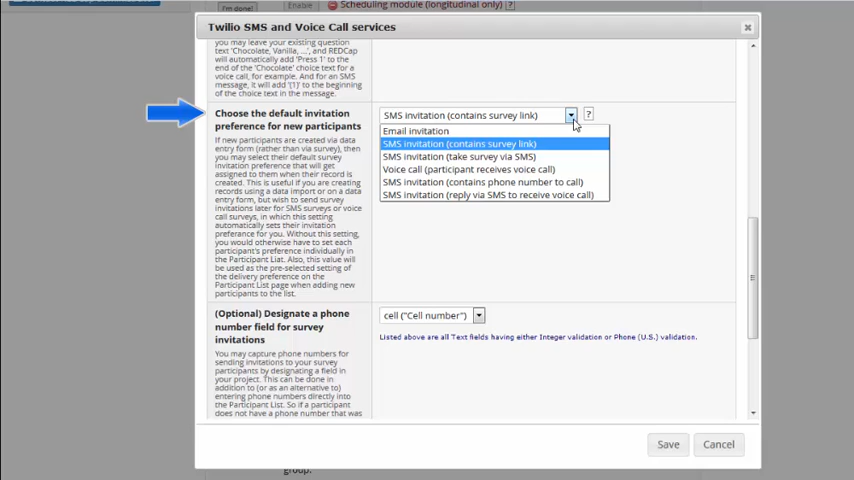 I'm done!
Enable
Scheduling module (longitudinal only) ?
Twilio SMS and Voice Call services
you may leave your existing question
text 'Chocolate, Vanilla, ...', and REDCap
will automatically add 'Press 1' to the
end of the 'Chocolate' choice text for a
voice call, for example. And for an SMS
message, it will add '(1)' to the beginning
of the choice text in the message.
Choose the default invitation
preference for new participants
If new participants are created via data
entry form (rather than via survey), then
you may select their default survey
invitation preference that will get
assigned to them when their record is
created. This is useful if you are creating
records using a data import or on a data
entry form, but wish to send survey
invitations later for SMS surveys or voice
call surveys, in which this setting
automatically sets their invitation
preferance for you. Without this setting,
you would otherwise have to set each
participant's preference individually in
the Participant List. Also, this value will
be used as the pre-selected setting of
the delivery preference on the
Participant List page when adding new
participants to the list.
SMS invitation (contains survey link)
?
Email invitation
SMS invitation (contains survey link)
SMS invitation (take survey via SMS)
Voice call (participant receives voice call)
SMS invitation (contains phone number to call)
SMS invitation (reply via SMS to receive voice call)
(Optional) Designate a phone
number field for survey
invitations
You may capture phone numbers for
sending invitations to your survey
participants by designating a field in
your project. This can be done in
addition to (or as an alternative to)
entering phone numbers directly into
the Participant List. So if a participant
does not have a phone number that was
cell ("Cell number")
Listed above are all Text fields having either Integer validation or Phone (U.S.) validation.
Save
Cancel
group.